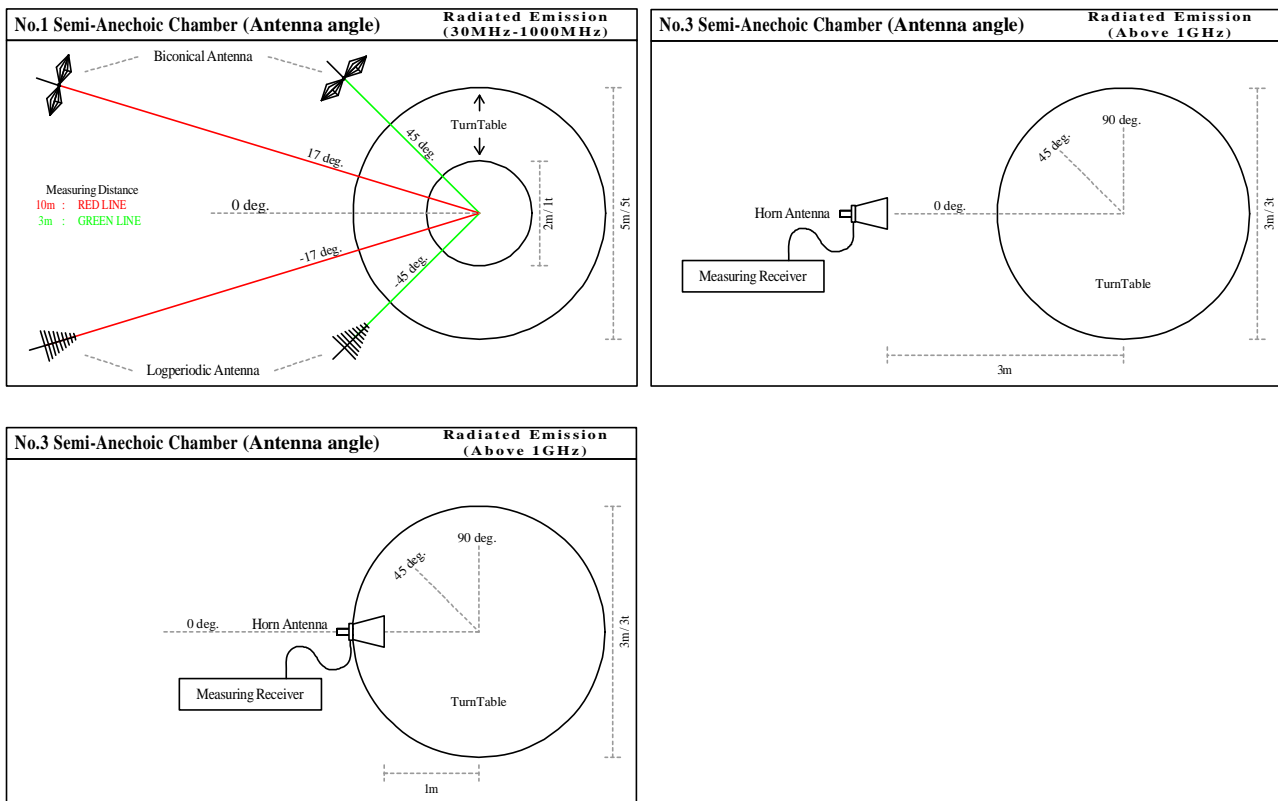 No.1 Semi-Anechoic Chamber (Antenna angle)
Radiated Emission
(30MHz-1000MHz)
Biconical Antenna
TurnTable
45 deg.
17 deg.
Measuring Distance
10m : RED LINE
3m : GREEN LINE
0 deg.
2m/ 1t
5m/ 5t
-17 deg.
-45 deg.
Logperiodic Antenna
No.3 Semi-Anechoic Chamber (Antenna angle)
Radiated Emission
(Above 1GHz)
90 deg.
45 deg.
Horn Antenna
0 deg.
3m/ 3t
Measuring Receiver
TurnTable
3m
No.3 Semi-Anechoic Chamber (Antenna angle)
Radiated Emission
(Above 1GHz)
90 deg.
45 deg.
0 deg.
Horn Antenna
3m/ 3t
Measuring Receiver
TurnTable
1m